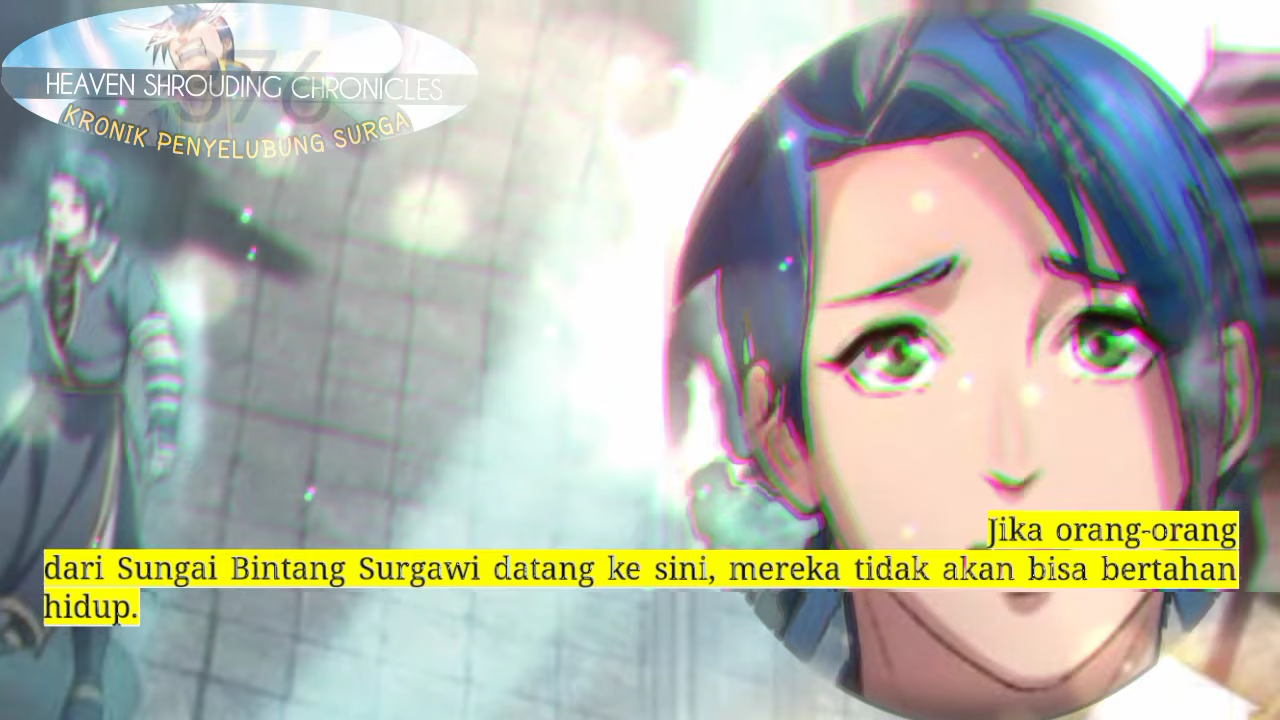 376
HEAVEN SHROUDING CHRONICLES
KRONIK PENYELUBUNG SURGA
Jika orang-orang
dari Sungai Bintang Surgawi datang ke sini, mereka tidak akan bisa bertahan
hidup.